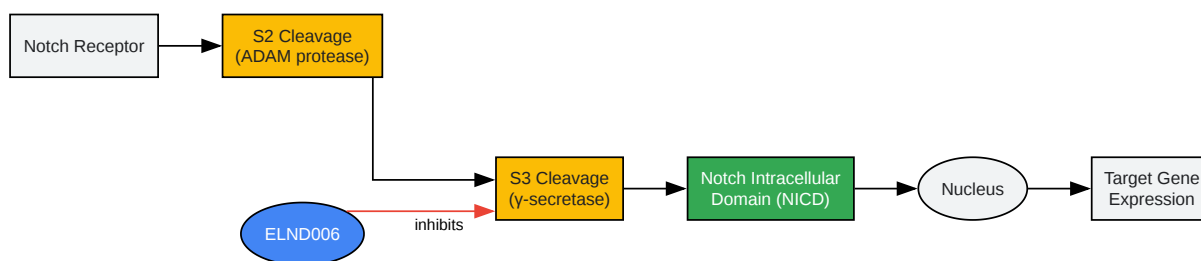 Notch Receptor
S2 Cleavage
(ADAM protease)
S3 Cleavage
(γ-secretase)
Notch Intracellular
Domain (NICD)
Nucleus
Target Gene
Expression
inhibits
ELND006